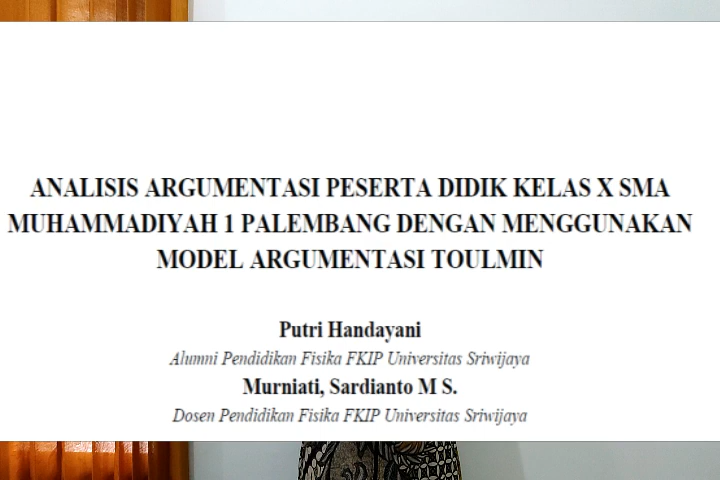 ANALISIS ARGUMENTASI PESERTA DIDIK KELAS X SMA
MUHAMMADIYAH 1 PALEMBANG DENGAN MENGGUNAKAN
MODEL ARGUMENTASI TOULMIN
Putri Handayani
Alumni Pendidikan Fisika FKIP Universitas Sriwijaya
Murniati, Sardianto M S.
Dosen Pendidikan Fisika FKIP Universitas Sriwijaya